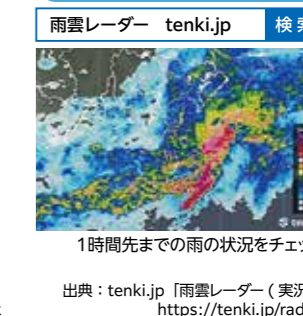 雨雲レーダー tenki.jp 検索
1時間先までの雨の状況をチェッ
出典：tenki.jp「雨雲レーダー ( 実況
https://tenki.jp/rad